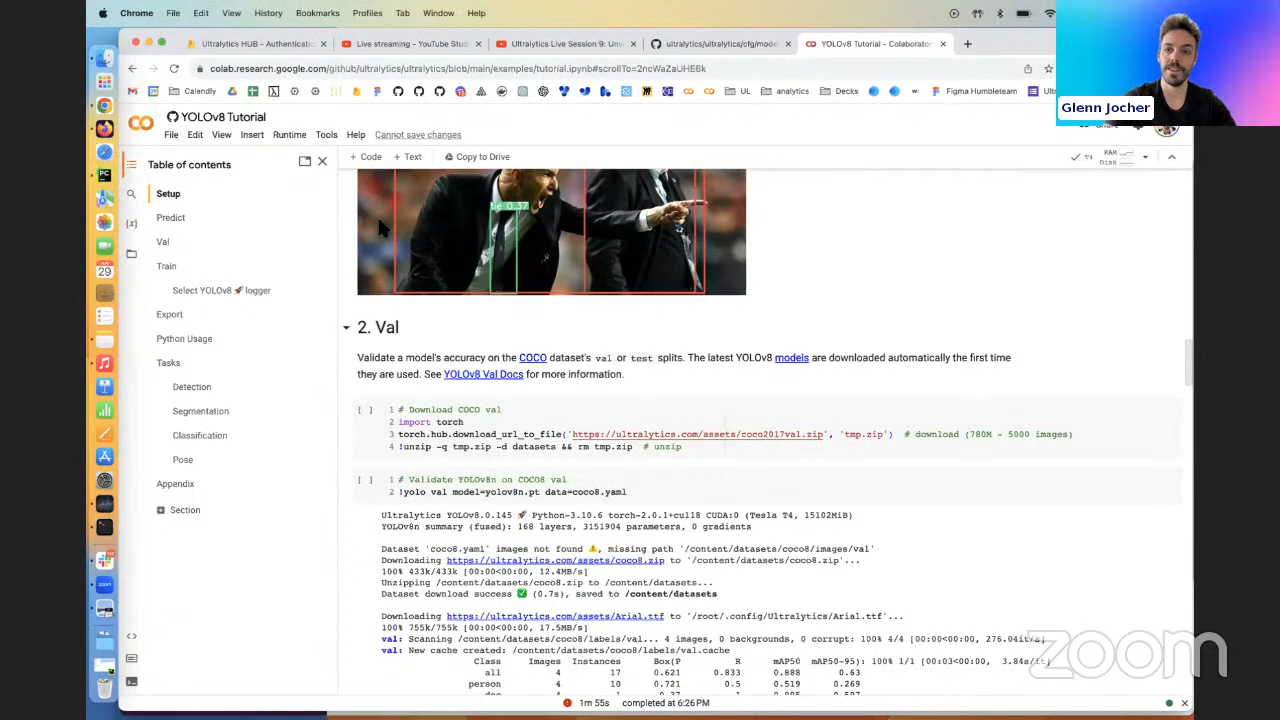 Chrome File Edit View History Bookmarks Profiles Tab Window Help
Ultralytics HUB - Authenticati
Live streaming - YouTube Stud
Ultralytics Live Session 9: Unv
ultralytics/ultralytics/cfg/mode
YOLOv8 Tutorial - Colaborato
colab.research.google.com/github/ultralytics/ultralytics/blob/main/examples/tutorial.ipynb#scrollTo=2ncWaZaUHE6k
Calendly
UL
analytics
Decks
Figma Humbleteam
Glenn Jocher
YOLOv8 Tutorial
File Edit View Insert Runtime Tools Help Cannot save changes
Share
Table of contents
+ Code + Text Copy to Drive
T4 RAM
Disk
Setup
Predict
Val
Train
Select YOLOv8 🚀 logger
Export
Python Usage
Tasks
Detection
Segmentation
Classification
Pose
Appendix
Section
29
tie 0.37
2. Val
Validate a model's accuracy on the COCO dataset's val or test splits. The latest YOLOv8 models are downloaded automatically the first time
they are used. See YOLOv8 Val Docs for more information.
[ ] 1 # Download COCO val
2 import torch
3 torch.hub.download_url_to_file('https://ultralytics.com/assets/coco2017val.zip', 'tmp.zip') # download (780M - 5000 images)
4 !unzip -q tmp.zip -d datasets && rm tmp.zip # unzip
[ ] 1 # Validate YOLOv8n on COCO8 val
2 !yolo val model=yolov8n.pt data=coco8.yaml
Ultralytics YOLOv8.0.145 🚀 Python-3.10.6 torch-2.0.1+cu118 CUDA:0 (Tesla T4, 15102MiB)
YOLOv8n summary (fused): 168 layers, 3151904 parameters, 0 gradients
Dataset 'coco8.yaml' images not found ⚠️, missing path '/content/datasets/coco8/images/val'
Downloading https://ultralytics.com/assets/coco8.zip to '/content/datasets/coco8.zip'...
100% 433k/433k [00:00<00:00, 12.4MB/s]
Unzipping /content/datasets/coco8.zip to /content/datasets...
Dataset download success ✅ (0.7s), saved to /content/datasets
Downloading https://ultralytics.com/assets/Arial.ttf to '/root/.config/Ultralytics/Arial.ttf'...
100% 755k/755k [00:00<00:00, 17.5MB/s]
val: Scanning /content/datasets/coco8/labels/val... 4 images, 0 backgrounds, 0 corrupt: 100% 4/4 [00:00<00:00, 276.04it/s]
val: New cache created: /content/datasets/coco8/labels/val.cache
Class Images Instances Box(P R mAP50 mAP50-95): 100% 1/1 [00:03<00:00, 3.84s/it]
all 4 17 0.621 0.833 0.888 0.63
person 4 10 0.721 0.5 0.519 0.269
zoom
1m 55s completed at 6:26PM